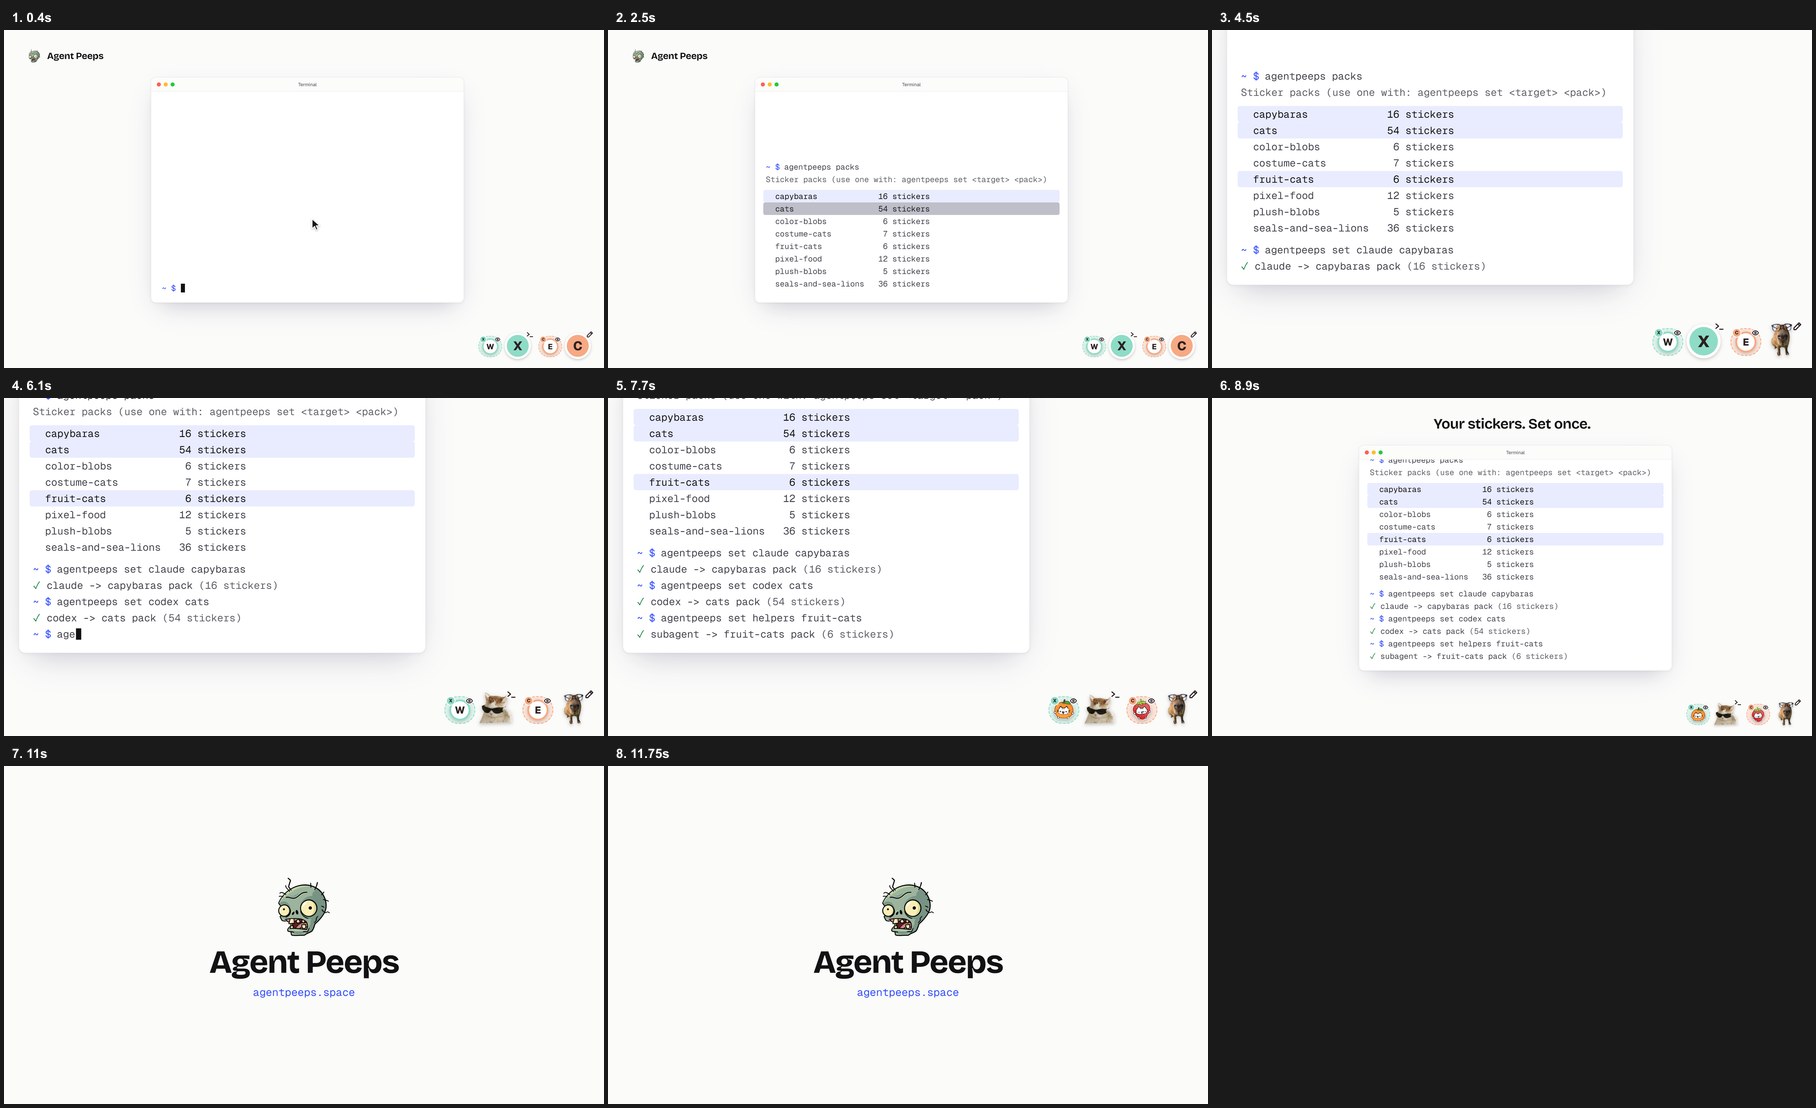 1. 0.4s
Agent Peeps
Terminal
~ $
W X E C
2. 2.5s
Agent Peeps
Terminal
~ $ agentpeeps packs
Sticker packs (use one with: agentpeeps set <target> <pack>)
capybaras 16 stickers
cats 54 stickers
color-blobs 6 stickers
costume-cats 7 stickers
fruit-cats 6 stickers
pixel-food 12 stickers
plush-blobs 5 stickers
seals-and-sea-lions 36 stickers
W X E C
3. 4.5s
~ $ agentpeeps packs
Sticker packs (use one with: agentpeeps set <target> <pack>)
capybaras 16 stickers
cats 54 stickers
color-blobs 6 stickers
costume-cats 7 stickers
fruit-cats 6 stickers
pixel-food 12 stickers
plush-blobs 5 stickers
seals-and-sea-lions 36 stickers
~ $ agentpeeps set claude capybaras
✓ claude -> capybaras pack (16 stickers)
W X E
4. 6.1s
Sticker packs (use one with: agentpeeps set <target> <pack>)
capybaras 16 stickers
cats 54 stickers
color-blobs 6 stickers
costume-cats 7 stickers
fruit-cats 6 stickers
pixel-food 12 stickers
plush-blobs 5 stickers
seals-and-sea-lions 36 stickers
~ $ agentpeeps set claude capybaras
✓ claude -> capybaras pack (16 stickers)
~ $ agentpeeps set codex cats
✓ codex -> cats pack (54 stickers)
~ $ age
W E
5. 7.7s
capybaras 16 stickers
cats 54 stickers
color-blobs 6 stickers
costume-cats 7 stickers
fruit-cats 6 stickers
pixel-food 12 stickers
plush-blobs 5 stickers
seals-and-sea-lions 36 stickers
~ $ agentpeeps set claude capybaras
✓ claude -> capybaras pack (16 stickers)
~ $ agentpeeps set codex cats
✓ codex -> cats pack (54 stickers)
~ $ agentpeeps set helpers fruit-cats
✓ subagent -> fruit-cats pack (6 stickers)
6. 8.9s
Your stickers. Set once.
Terminal
~ $ agentpeeps packs
Sticker packs (use one with: agentpeeps set <target> <pack>)
capybaras 16 stickers
cats 54 stickers
color-blobs 6 stickers
costume-cats 7 stickers
fruit-cats 6 stickers
pixel-food 12 stickers
plush-blobs 5 stickers
seals-and-sea-lions 36 stickers
~ $ agentpeeps set claude capybaras
✓ claude -> capybaras pack (16 stickers)
~ $ agentpeeps set codex cats
✓ codex -> cats pack (54 stickers)
~ $ agentpeeps set helpers fruit-cats
✓ subagent -> fruit-cats pack (6 stickers)
7. 11s
Agent Peeps
agentpeeps.space
8. 11.75s
Agent Peeps
agentpeeps.space